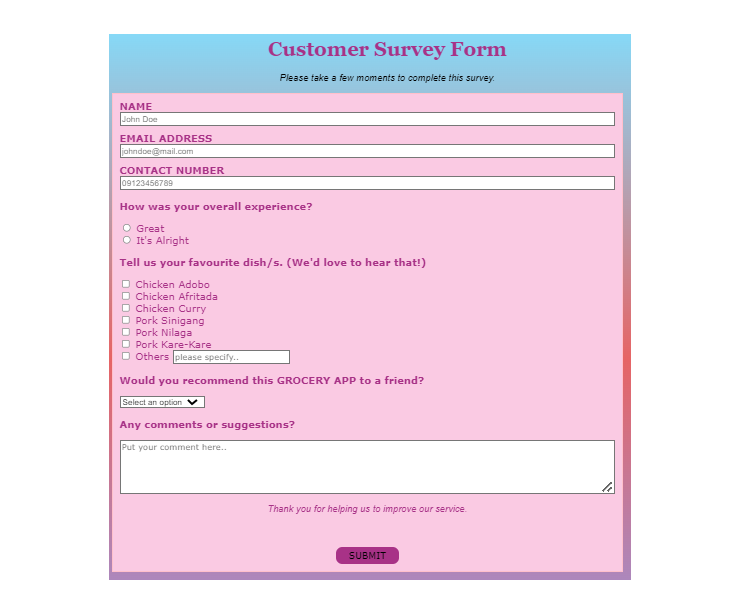 Customer Survey Form
Please take a few moments to complete this survey.
NAME
John Doe
EMAIL ADDRESS
johndoe@mail.com
CONTACT NUMBER
09123456789
How was your overall experience?
Great
It's Alright
Tell us your favourite dish/s. (We'd love to hear that!)
Chicken Adobo
Chicken Afritada
Chicken Curry
Pork Sinigang
Pork Nilaga
Pork Kare-Kare
Others please specify..
Would you recommend this GROCERY APP to a friend?
Select an option
Any comments or suggestions?
Put your comment here..
Thank you for helping us to improve our service.
SUBMIT